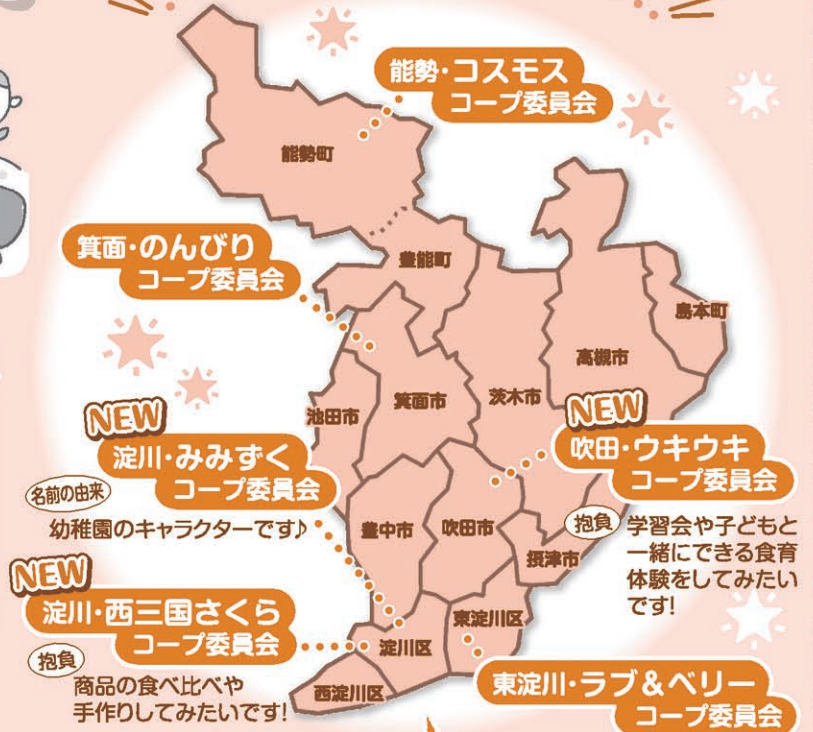 能勢・コスモス
コープ委員会
能勢町
箕面・のんびり
コープ委員会
豊能町
島本町
高槻市
茨木市
箕面市
池田市
NEW
淀川・みみずく
コープ委員会
名前の由来
幼稚園のキャラクターです♪
NEW
吹田・ウキウキ
コープ委員会
抱負
学習会や子どもと
一緒にできる食育
体験をしてみたい
です!
豊中市
吹田市
摂津市
NEW
淀川・西三国さくら
コープ委員会
抱負
商品の食べ比べや
手作りしてみたいです!
東淀川区
淀川区
西淀川区
東淀川・ラブ&ベリー
コープ委員会